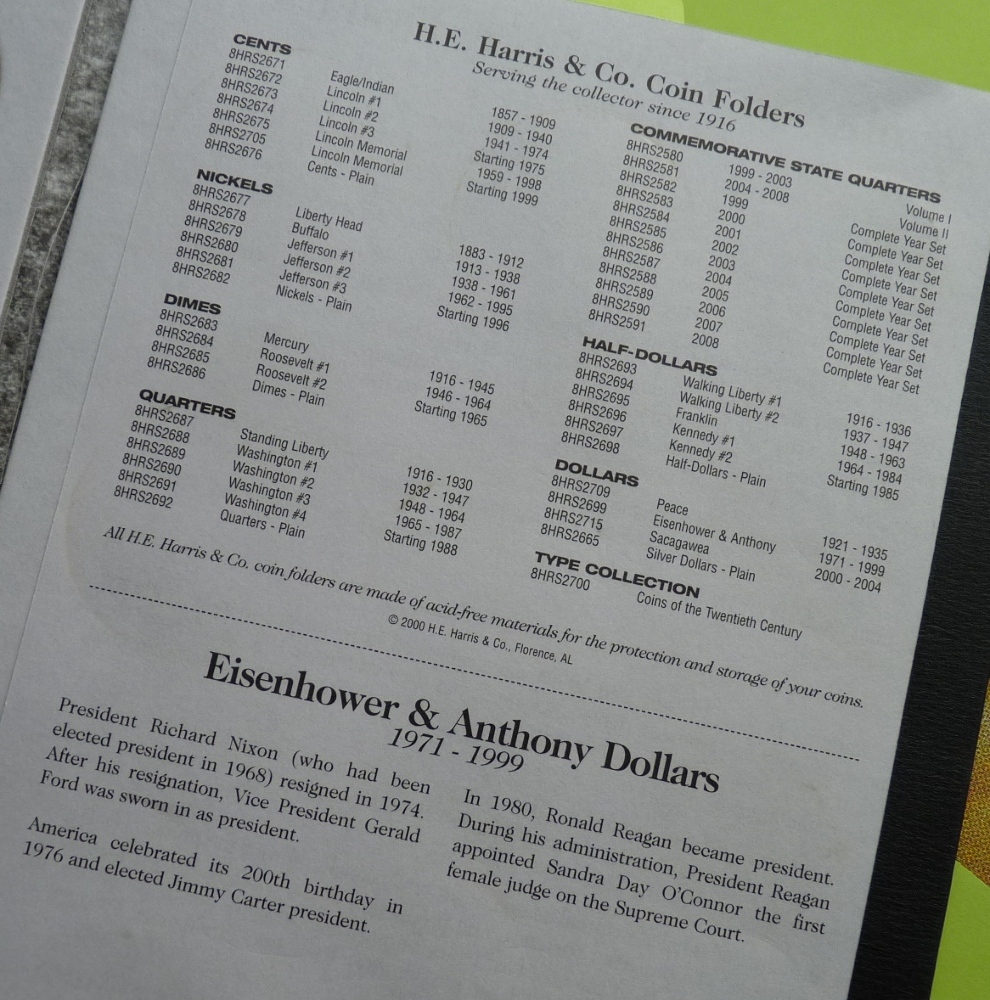 H.E. Harris & Co. Coin Folders
Serving the collector since 1916
CENTS
8HRS2671 Eagle/Indian 1857 - 1909
8HRS2672 Lincoln #1 1909 - 1940
8HRS2673 Lincoln #2 1941 - 1974
8HRS2674 Lincoln #3 Starting 1975
8HRS2675 Lincoln Memorial 1959 - 1998
8HRS2705 Lincoln Memorial Starting 1999
8HRS2676 Cents - Plain
NICKELS
8HRS2677 Liberty Head 1883 - 1912
8HRS2678 Buffalo 1913 - 1938
8HRS2679 Jefferson #1 1938 - 1961
8HRS2680 Jefferson #2 1962 - 1995
8HRS2681 Jefferson #3 Starting 1996
8HRS2682 Nickels - Plain
DIMES
8HRS2683 Mercury 1916 - 1945
8HRS2684 Roosevelt #1 1946 - 1964
8HRS2685 Roosevelt #2 Starting 1965
8HRS2686 Dimes - Plain
QUARTERS
8HRS2687 Standing Liberty 1916 - 1930
8HRS2688 Washington #1 1932 - 1947
8HRS2689 Washington #2 1948 - 1964
8HRS2690 Washington #3 1965 - 1987
8HRS2691 Washington #4 Starting 1988
8HRS2692 Quarters - Plain
COMMEMORATIVE STATE QUARTERS
8HRS2580 1999 - 2003 Volume I
8HRS2581 2004 - 2008 Volume II
8HRS2582 1999 Complete Year Set
8HRS2583 2000 Complete Year Set
8HRS2584 2001 Complete Year Set
8HRS2585 2002 Complete Year Set
8HRS2586 2003 Complete Year Set
8HRS2587 2004 Complete Year Set
8HRS2588 2005 Complete Year Set
8HRS2589 2006 Complete Year Set
8HRS2590 2007 Complete Year Set
8HRS2591 2008 Complete Year Set
HALF-DOLLARS
8HRS2693 Walking Liberty #1 1916 - 1936
8HRS2694 Walking Liberty #2 1937 - 1947
8HRS2695 Franklin 1948 - 1963
8HRS2696 Kennedy #1 1964 - 1984
8HRS2697 Kennedy #2 Starting 1985
8HRS2698 Half-Dollars - Plain
DOLLARS
8HRS2709 Peace 1921 - 1935
8HRS2699 Eisenhower & Anthony 1971 - 1999
8HRS2715 Sacagawea 2000 - 2004
8HRS2665 Silver Dollars - Plain
TYPE COLLECTION
8HRS2700 Coins of the Twentieth Century
All H.E. Harris & Co. coin folders are made of acid-free materials for the protection and storage of your coins.
© 2000 H.E. Harris & Co., Florence, AL
Eisenhower & Anthony Dollars
1971 - 1999
President Richard Nixon (who had been
elected president in 1968) resigned in 1974.
After his resignation, Vice President Gerald
Ford was sworn in as president.
America celebrated its 200th birthday in
1976 and elected Jimmy Carter president.
In 1980, Ronald Reagan became president.
During his administration, President Reagan
appointed Sandra Day O'Connor the first
female judge on the Supreme Court.